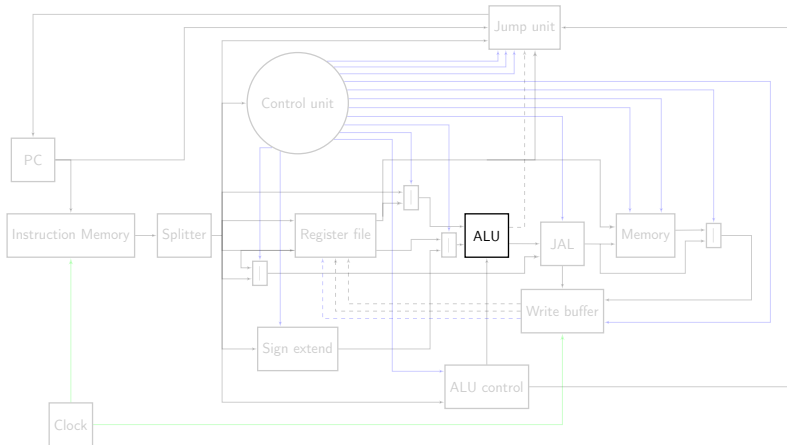 Jump unit
Control unit
PC
Instruction Memory
Splitter
Register file
ALU
JAL
Memory
Write buffer
Sign extend
ALU control
Clock